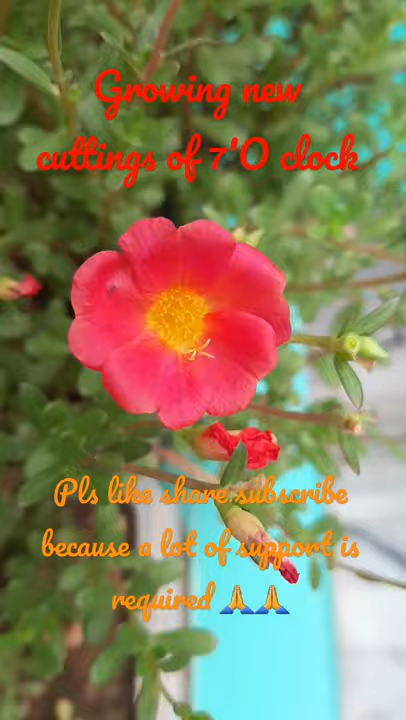 Growing new
cuttings of 7'O clock
Pls like share subscribe
because a lot of support is
required 🙏🙏